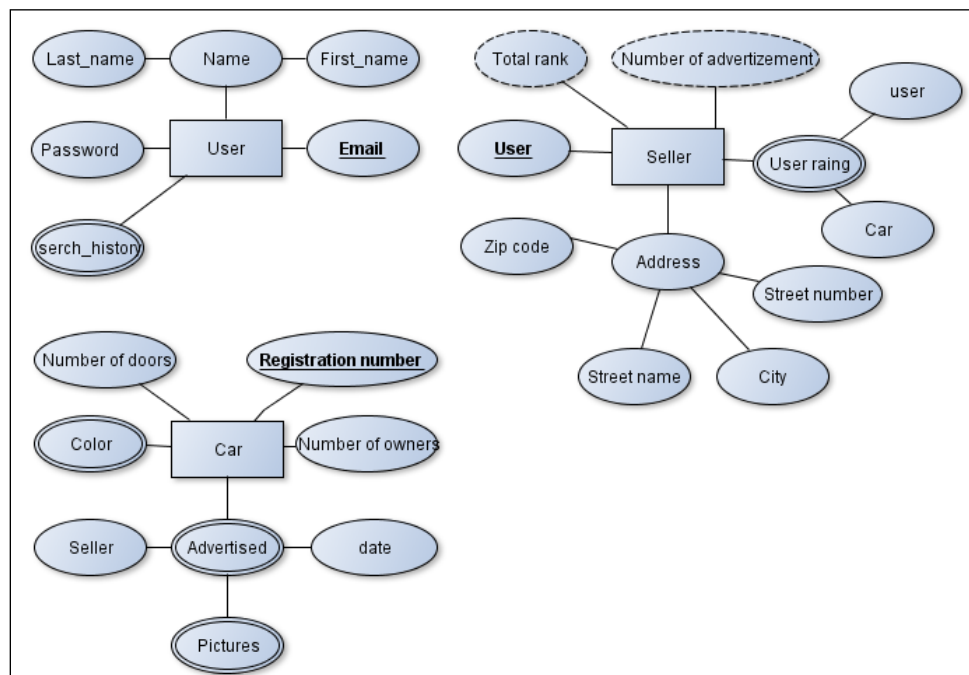 Last_name
Name
First_name
Password
User
Email
serch_history
Total rank
Number of advertizement
user
User
Seller
User raing
Car
Zip code
Address
Street number
Street name
City
Number of doors
Registration number
Color
Car
Number of owners
Seller
Advertised
date
Pictures